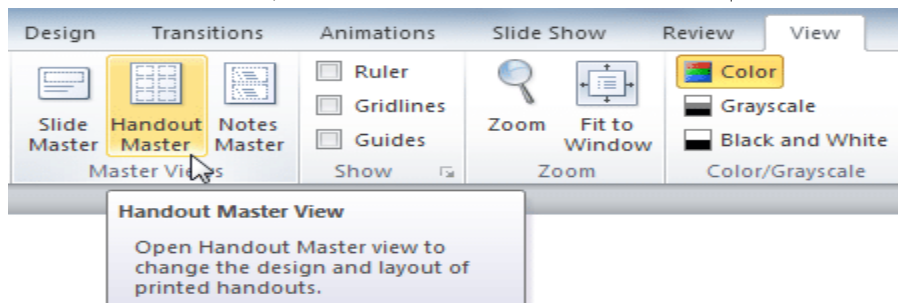 Design Transitions Animations Slide Show Review View
Slide Master
Handout Master
Notes Master
Master Views
Ruler
Gridlines
Guides
Show
Zoom
Fit to Window
Zoom
Color
Grayscale
Black and White
Color/Grayscale
Handout Master View
Open Handout Master view to
change the design and layout of
printed handouts.